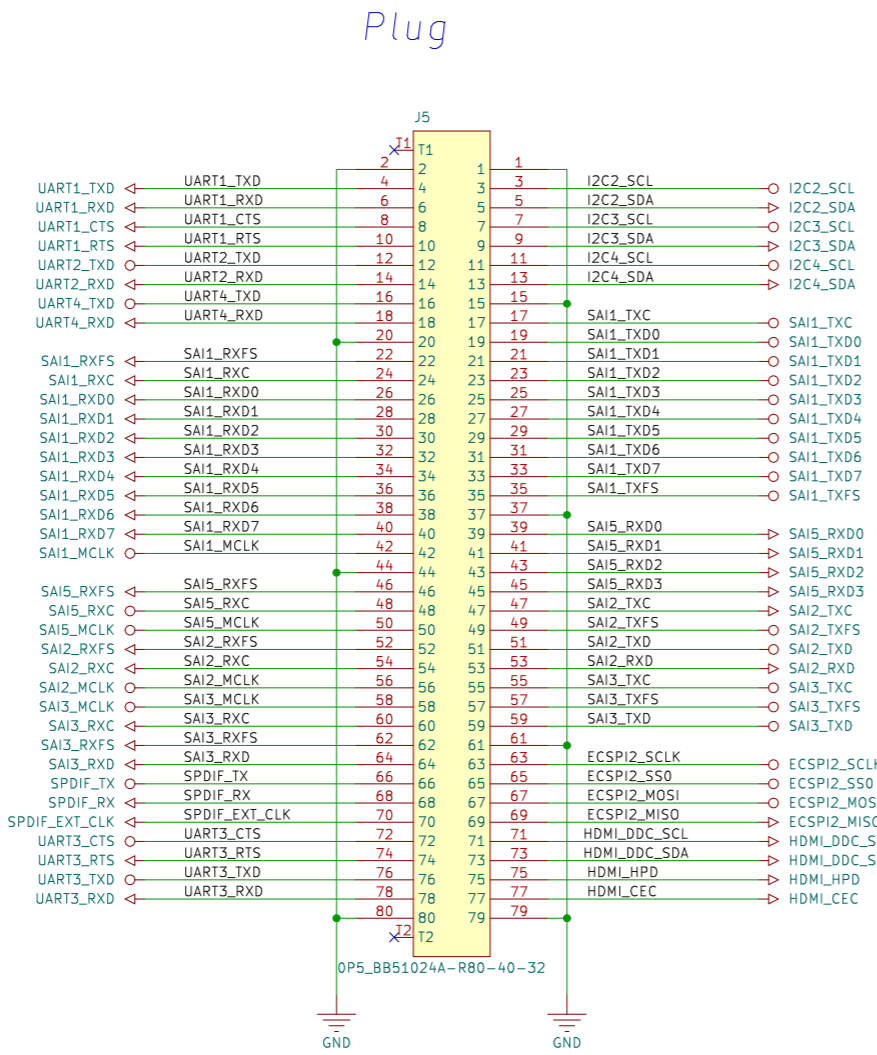 Plug
J5
T1 T1
2 2 1 1
UART1_TXD UART1_TXD 4 4 3 3 I2C2_SCL I2C2_SCL
UART1_RXD UART1_RXD 6 6 5 5 I2C2_SDA I2C2_SDA
UART1_CTS UART1_CTS 8 8 7 7 I2C3_SCL I2C3_SCL
UART1_RTS UART1_RTS 10 10 9 9 I2C3_SDA I2C3_SDA
UART2_TXD UART2_TXD 12 12 11 11 I2C4_SCL I2C4_SCL
UART2_RXD UART2_RXD 14 14 13 13 I2C4_SDA I2C4_SDA
UART4_TXD UART4_TXD 16 16 15 15
UART4_RXD UART4_RXD 18 18 17 17 SAI1_TXC SAI1_TXC
20 20 19 19 SAI1_TXD0 SAI1_TXD0
SAI1_RXFS SAI1_RXFS 22 22 21 21 SAI1_TXD1 SAI1_TXD1
SAI1_RXC SAI1_RXC 24 24 23 23 SAI1_TXD2 SAI1_TXD2
SAI1_RXD0 SAI1_RXD0 26 26 25 25 SAI1_TXD3 SAI1_TXD3
SAI1_RXD1 SAI1_RXD1 28 28 27 27 SAI1_TXD4 SAI1_TXD4
SAI1_RXD2 SAI1_RXD2 30 30 29 29 SAI1_TXD5 SAI1_TXD5
SAI1_RXD3 SAI1_RXD3 32 32 31 31 SAI1_TXD6 SAI1_TXD6
SAI1_RXD4 SAI1_RXD4 34 34 33 33 SAI1_TXD7 SAI1_TXD7
SAI1_RXD5 SAI1_RXD5 36 36 35 35 SAI1_TXFS SAI1_TXFS
SAI1_RXD6 SAI1_RXD6 38 38 37 37
SAI1_RXD7 SAI1_RXD7 40 40 39 39 SAI5_RXD0 SAI5_RXD0
SAI1_MCLK SAI1_MCLK 42 42 41 41 SAI5_RXD1 SAI5_RXD1
44 44 43 43 SAI5_RXD2 SAI5_RXD2
SAI5_RXFS SAI5_RXFS 46 46 45 45 SAI5_RXD3 SAI5_RXD3
SAI5_RXC SAI5_RXC 48 48 47 47 SAI2_TXC SAI2_TXC
SAI5_MCLK SAI5_MCLK 50 50 49 49 SAI2_TXFS SAI2_TXFS
SAI2_RXFS SAI2_RXFS 52 52 51 51 SAI2_TXD SAI2_TXD
SAI2_RXC SAI2_RXC 54 54 53 53 SAI2_RXD SAI2_RXD
SAI2_MCLK SAI2_MCLK 56 56 55 55 SAI3_TXC SAI3_TXC
SAI3_MCLK SAI3_MCLK 58 58 57 57 SAI3_TXFS SAI3_TXFS
SAI3_RXC SAI3_RXC 60 60 59 59 SAI3_TXD SAI3_TXD
SAI3_RXFS SAI3_RXFS 62 62 61 61
SAI3_RXD SAI3_RXD 64 64 63 63 ECSPI2_SCLK ECSPI2_SCLK
SPDIF_TX SPDIF_TX 66 66 65 65 ECSPI2_SS0 ECSPI2_SS0
SPDIF_RX SPDIF_RX 68 68 67 67 ECSPI2_MOSI ECSPI2_MOS
SPDIF_EXT_CLK SPDIF_EXT_CLK 70 70 69 69 ECSPI2_MISO ECSPI2_MISO
UART3_CTS UART3_CTS 72 72 71 71 HDMI_DDC_SCL HDMI_DDC_S
UART3_RTS UART3_RTS 74 74 73 73 HDMI_DDC_SDA HDMI_DDC_S
UART3_TXD UART3_TXD 76 76 75 75 HDMI_HPD HDMI_HPD
UART3_RXD UART3_RXD 78 78 77 77 HDMI_CEC HDMI_CEC
80 80 79 79
T2 T2
0P5_BB51024A-R80-40-32
GND GND